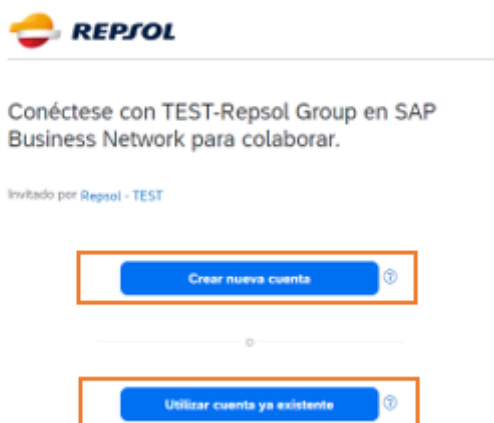 REPSOL
Conéctese con TEST-Repsol Group en SAP
Business Network para colaborar.
Invitado por Repsol - TEST
Crear nueva cuenta
o
Utilizar cuenta ya existente